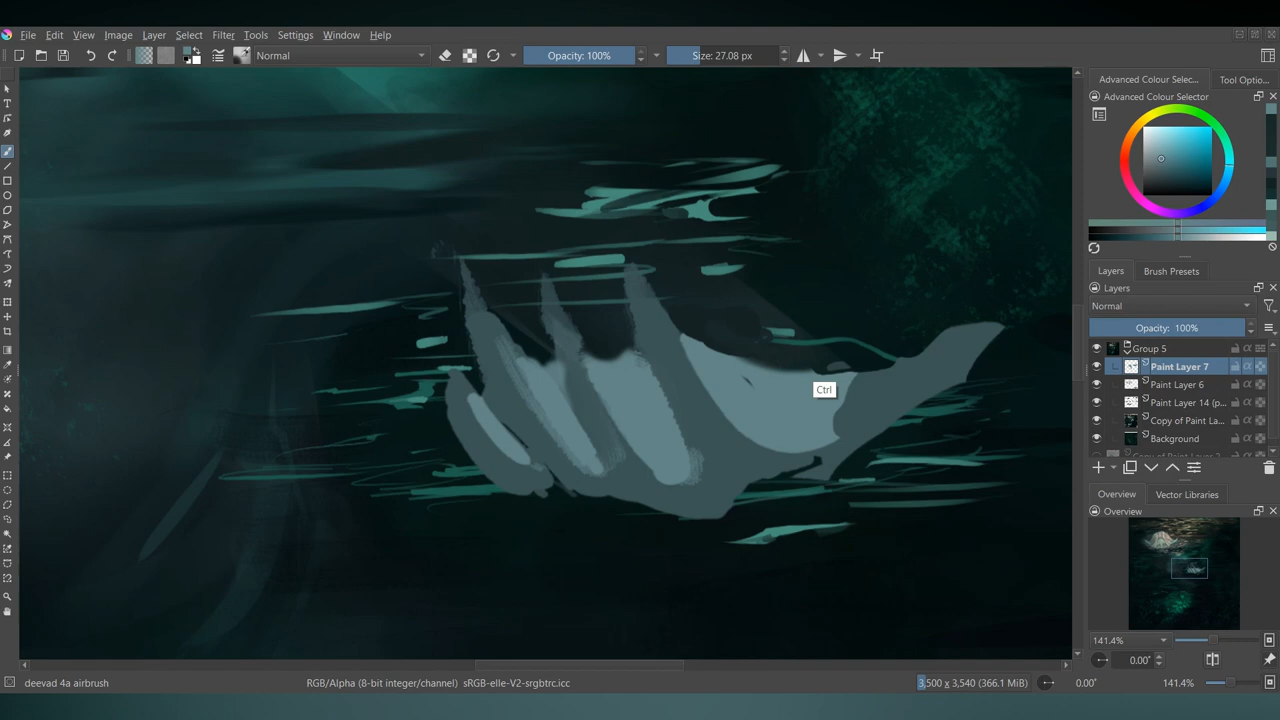 File Edit View Image Layer Select Filter Tools Settings Window Help
Normal Opacity: 100% Size: 27.08 px
Advanced Colour Selec... Tool Optio...
Advanced Colour Selector
Layers Brush Presets
Layers
Normal
Opacity: 100%
Group 5
Paint Layer 7
Paint Layer 6
Paint Layer 14 (p...
Copy of Paint La...
Background
Ctrl
Overview Vector Libraries
Overview
141.4%
0.00°
deevad 4a airbrush RGB/Alpha (8-bit integer/channel) sRGB-elle-V2-srgbtrc.icc 3,500 x 3,540 (366.1 MiB) 0.00° 141.4%